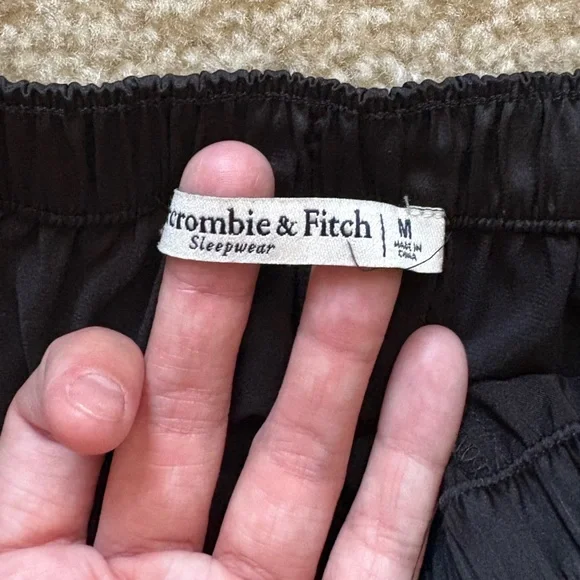 crombie & Fitch
Sleepwear
M
MADE IN
CHINA